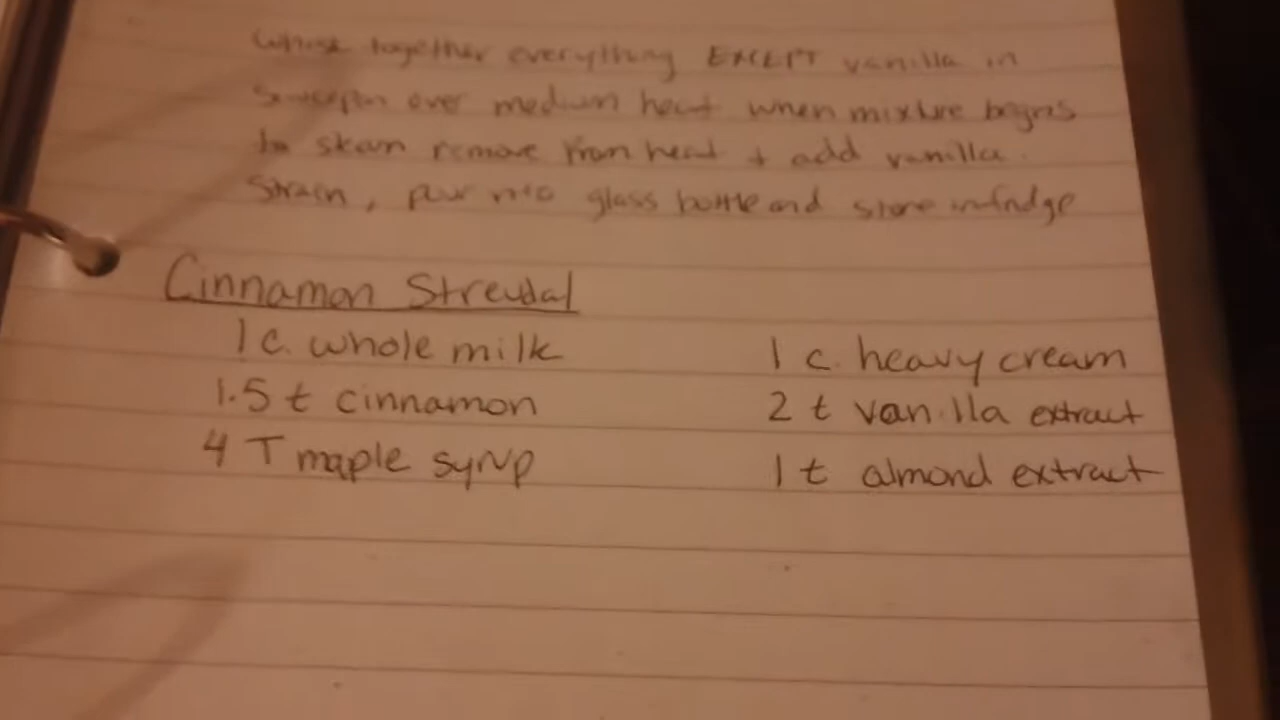 Whisk together everything EXCEPT vanilla in
Saucepan over medium heat when mixture begins
to steam remove from heat + add vanilla.
Strain, pour into glass bottle and store in fridge
Cinnamon Streudal
1 c. whole milk 1 c. heavy cream
1.5 t cinnamon 2 t vanilla extract
4 T maple syrup 1 t almond extract